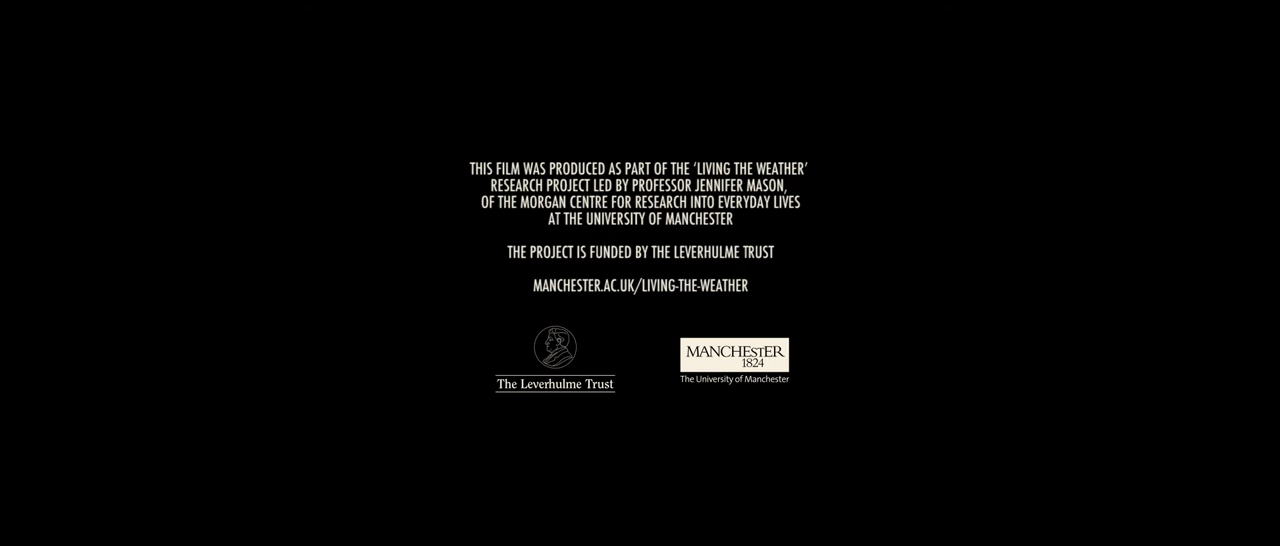 THIS FILM WAS PRODUCED AS PART OF THE ‘LIVING THE WEATHER’
RESEARCH PROJECT LED BY PROFESSOR JENNIFER MASON,
OF THE MORGAN CENTRE FOR RESEARCH INTO EVERYDAY LIVES
AT THE UNIVERSITY OF MANCHESTER
THE PROJECT IS FUNDED BY THE LEVERHULME TRUST
MANCHESTER.AC.UK/LIVING-THE-WEATHER
The Leverhulme Trust
MANCHESTER
1824
The University of Manchester